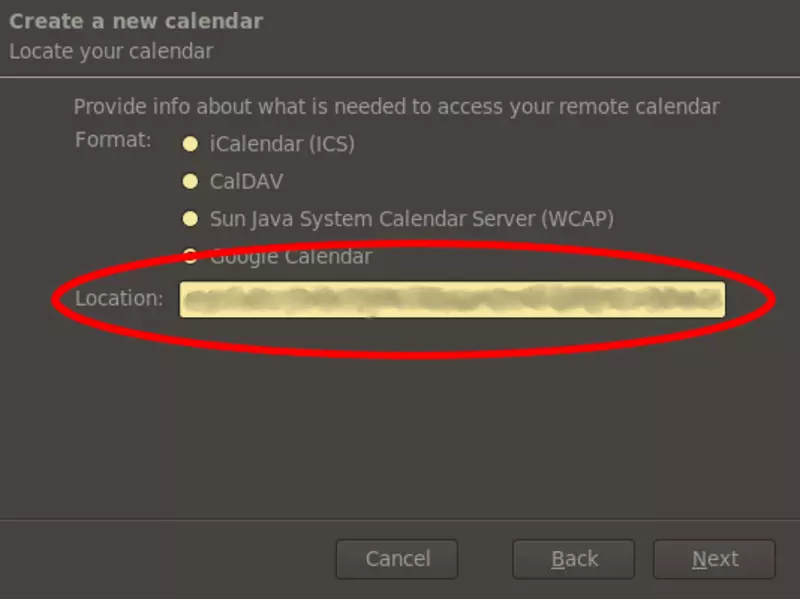 Create a new calendar
Locate your calendar
Provide info about what is needed to access your remote calendar
Format:
iCalendar (ICS)
CalDAV
Sun Java System Calendar Server (WCAP)
Google Calendar
Location:
Cancel Back Next